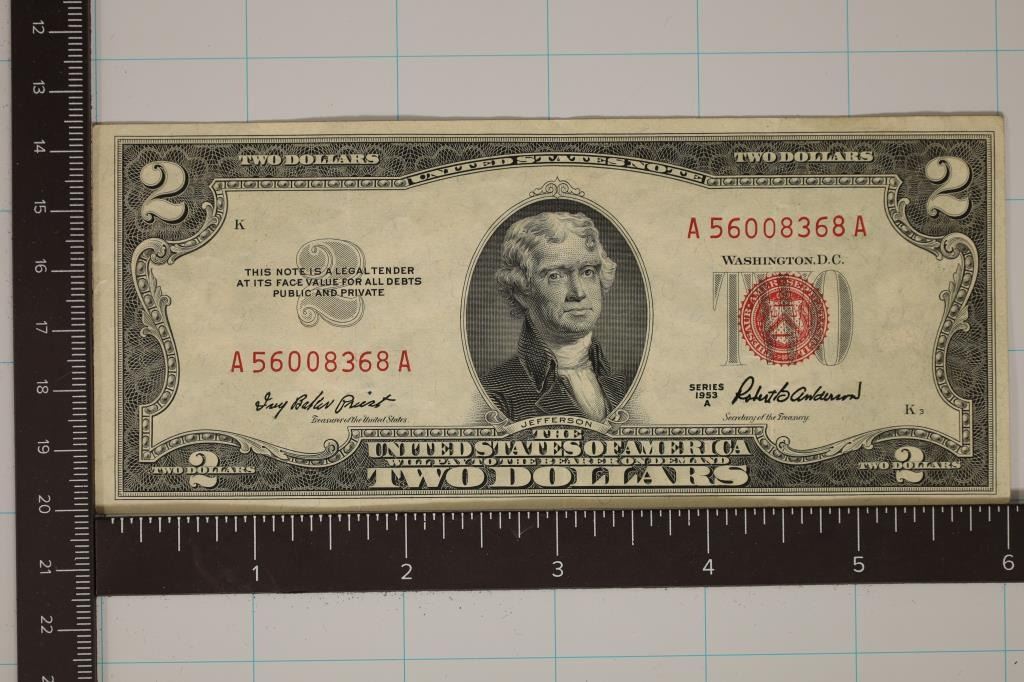 TWO DOLLARS
UNITED STATES NOTE
TWO DOLLARS
2
2
K
A 56008368 A
WASHINGTON, D.C.
THIS NOTE IS A LEGAL TENDER
AT ITS FACE VALUE FOR ALL DEBTS
PUBLIC AND PRIVATE
2
TWO
A 56008368 A
SERIES
1953
A
Ivy Baker Priest
Treasurer of the United States.
Robert B Anderson
Secretary of the Treasury.
K 3
JEFFERSON
THE
UNITED STATES OF AMERICA
WILL PAY TO THE BEARER ON DEMAND
TWO DOLLARS
TWO DOLLARS
2
TWO DOLLARS
2
12
13
14
15
16
17
18
19
20
21
22
1 2 3 4 5 6